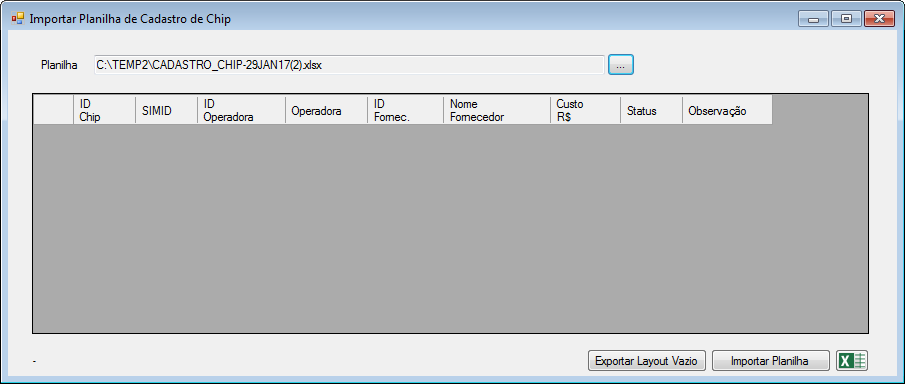 Importar Planilha de Cadastro de Chip
Planilha C:\TEMP2\CADASTRO_CHIP-29JAN17(2).xlsx ...
ID Chip
SIMID
ID Operadora
Operadora
ID Fornec.
Nome Fornecedor
Custo R$
Status
Observação
- Exportar Layout Vazio Importar Planilha X